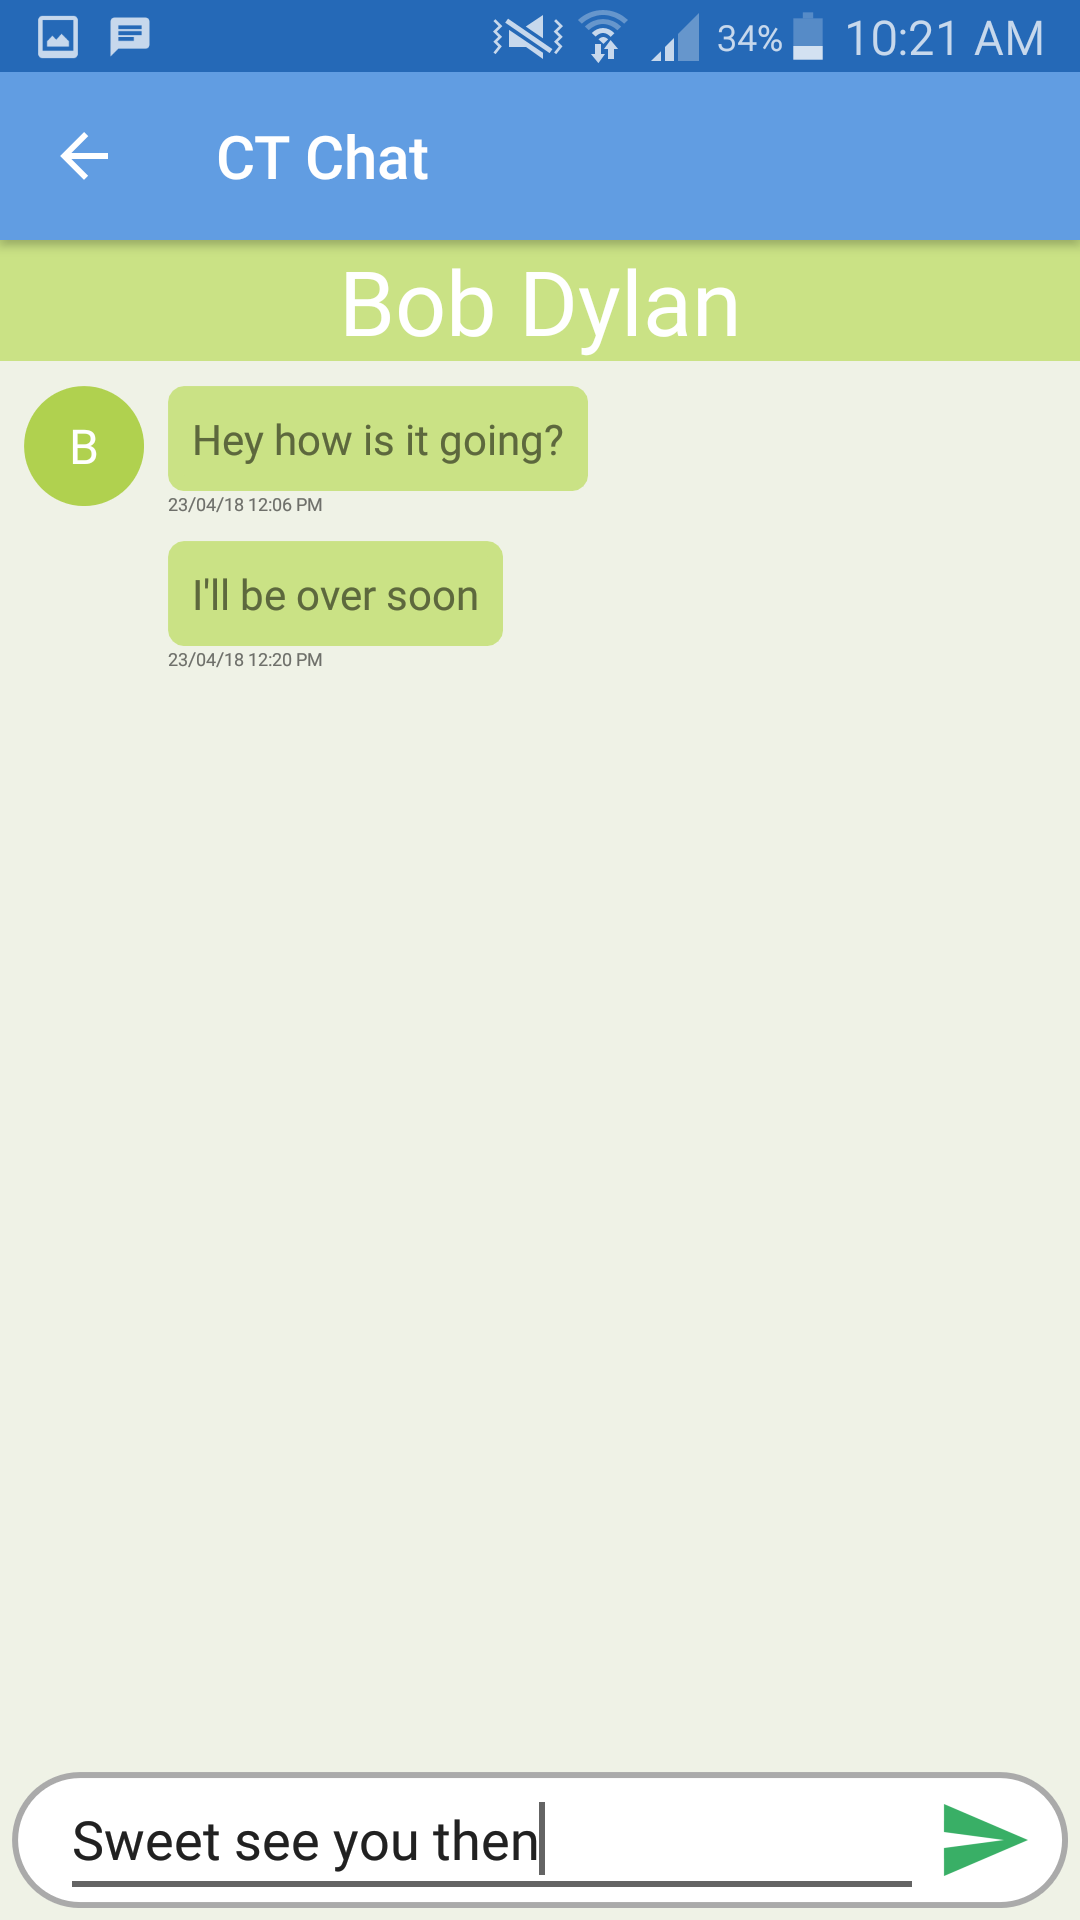 34% 10:21 AM
CT Chat
Bob Dylan
B
Hey how is it going?
23/04/18 12:06 PM
I'll be over soon
23/04/18 12:20 PM
Sweet see you then